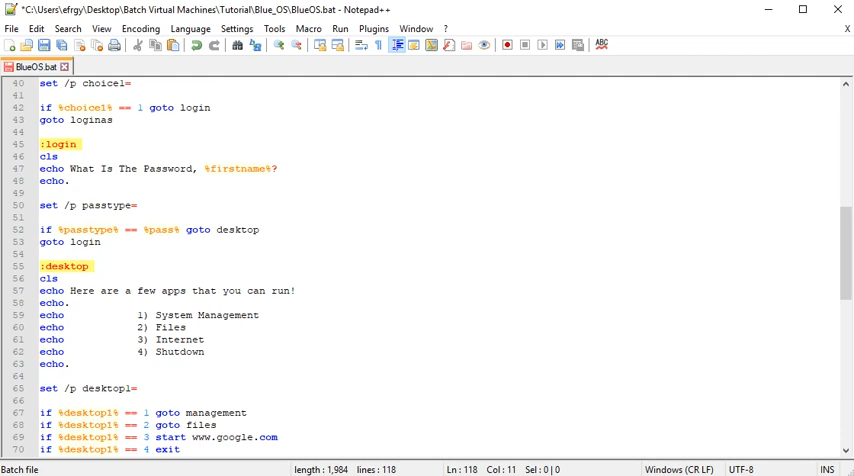 *C:\Users\efrgy\Desktop\Batch Virtual Machines\Tutorial\Blue_OS\BlueOS.bat - Notepad++
File Edit Search View Encoding Language Settings Tools Macro Run Plugins Window ? X
ABC
BlueOS.bat
40 set /p choice1=
41
42 if %choice1% == 1 goto login
43 goto loginas
44
45 :login
46 cls
47 echo What Is The Password, %firstname%?
48 echo.
49
50 set /p passtype=
51
52 if %passtype% == %pass% goto desktop
53 goto login
54
55 :desktop
56 cls
57 echo Here are a few apps that you can run!
58 echo.
59 echo 1) System Management
60 echo 2) Files
61 echo 3) Internet
62 echo 4) Shutdown
63 echo.
64
65 set /p desktop1=
66
67 if %desktop1% == 1 goto management
68 if %desktop1% == 2 goto files
69 if %desktop1% == 3 start www.google.com
70 if %desktop1% == 4 exit
Batch file length : 1,984 lines : 118 Ln : 118 Col : 11 Sel : 0 | 0 Windows (CR LF) UTF-8 INS